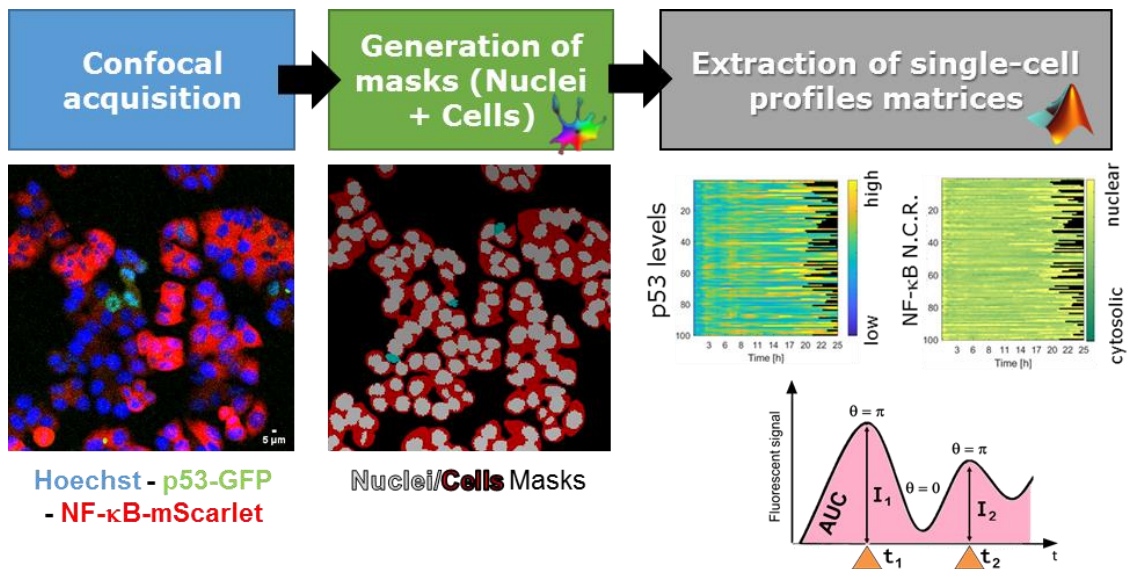 Confocal
acquisition
Generation of
masks (Nuclei
+ Cells)
Extraction of single-cell
profiles matrices
5 μm
Hoechst - p53-GFP
- NF-κB-mScarlet
Nuclei/Cells Masks
p53 levels
20
40
60
80
100
3 6 8 11 14 17 20 22 25
Time [h]
high
low
NF-κB N.C.R.
20
40
60
80
100
3 6 8 11 14 17 20 22 25
Time [h]
nuclear
cytosolic
Fluorescent signal
θ = π
θ = π
θ = 0
AUC
I₁
I₂
t₁
t₂
t